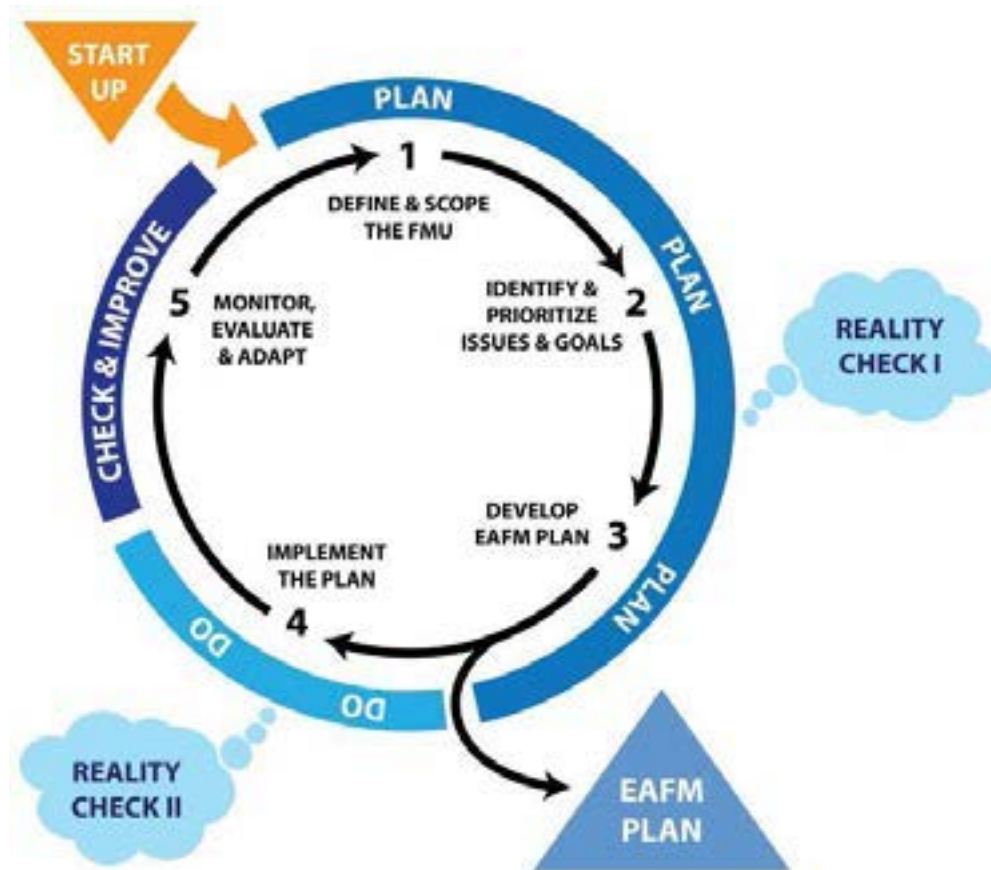 START
UP
PLAN
1
DEFINE & SCOPE
THE FMU
PLAN
2
IDENTIFY &
PRIORITIZE
ISSUES & GOALS
REALITY
CHECK I
3
DEVELOP
EAFM PLAN
PLAN
EAFM
PLAN
4
IMPLEMENT
THE PLAN
DO
DO
REALITY
CHECK II
5
MONITOR,
EVALUATE
& ADAPT
CHECK & IMPROVE